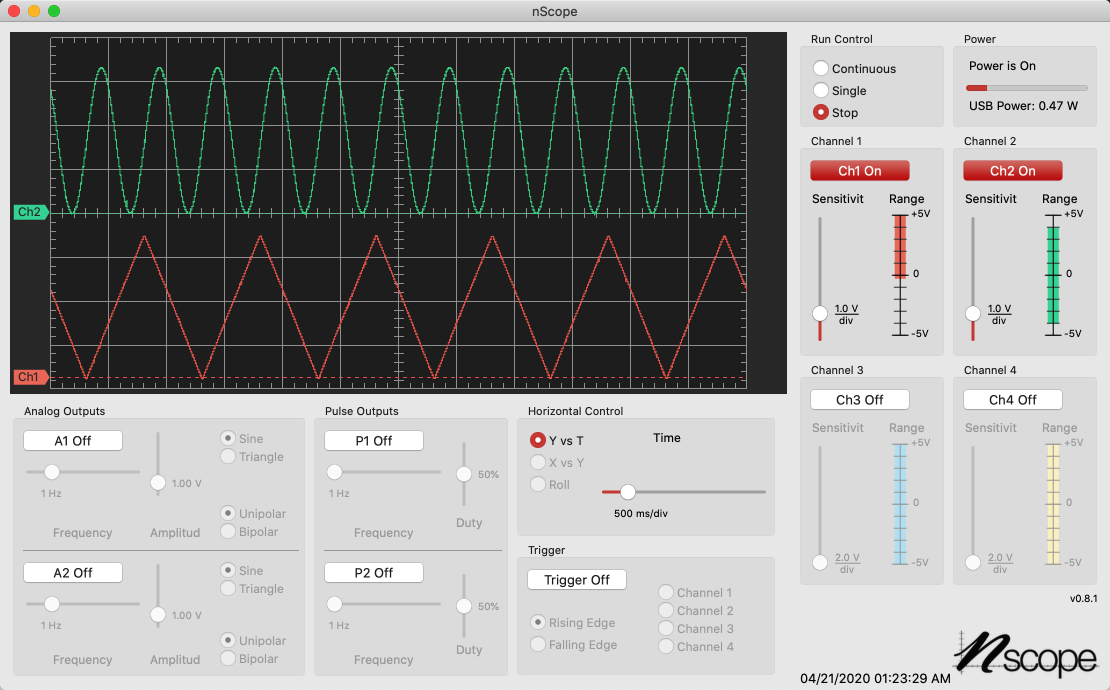 nScope
Run Control
Continuous
Single
Stop
Power
Power is On
USB Power: 0.47 W
Ch2
Ch1
Channel 1
Ch1 On
Sensitivit
Range
+5V
0
-5V
1.0 V
div
Channel 2
Ch2 On
Sensitivit
Range
+5V
0
-5V
1.0 V
div
Channel 3
Ch3 Off
Sensitivit
Range
+5V
0
-5V
2.0 V
div
Channel 4
Ch4 Off
Sensitivit
Range
+5V
0
-5V
2.0 V
div
Analog Outputs
A1 Off
Sine
Triangle
1 Hz
1.00 V
Unipolar
Bipolar
Frequency
Amplitud
A2 Off
Sine
Triangle
1 Hz
1.00 V
Unipolar
Bipolar
Frequency
Amplitud
Pulse Outputs
P1 Off
1 Hz
50%
Frequency
Duty
P2 Off
1 Hz
50%
Frequency
Duty
Horizontal Control
Y vs T
X vs Y
Roll
Time
500 ms/div
Trigger
Trigger Off
Rising Edge
Falling Edge
Channel 1
Channel 2
Channel 3
Channel 4
v0.8.1
nscope
04/21/2020 01:23:29 AM